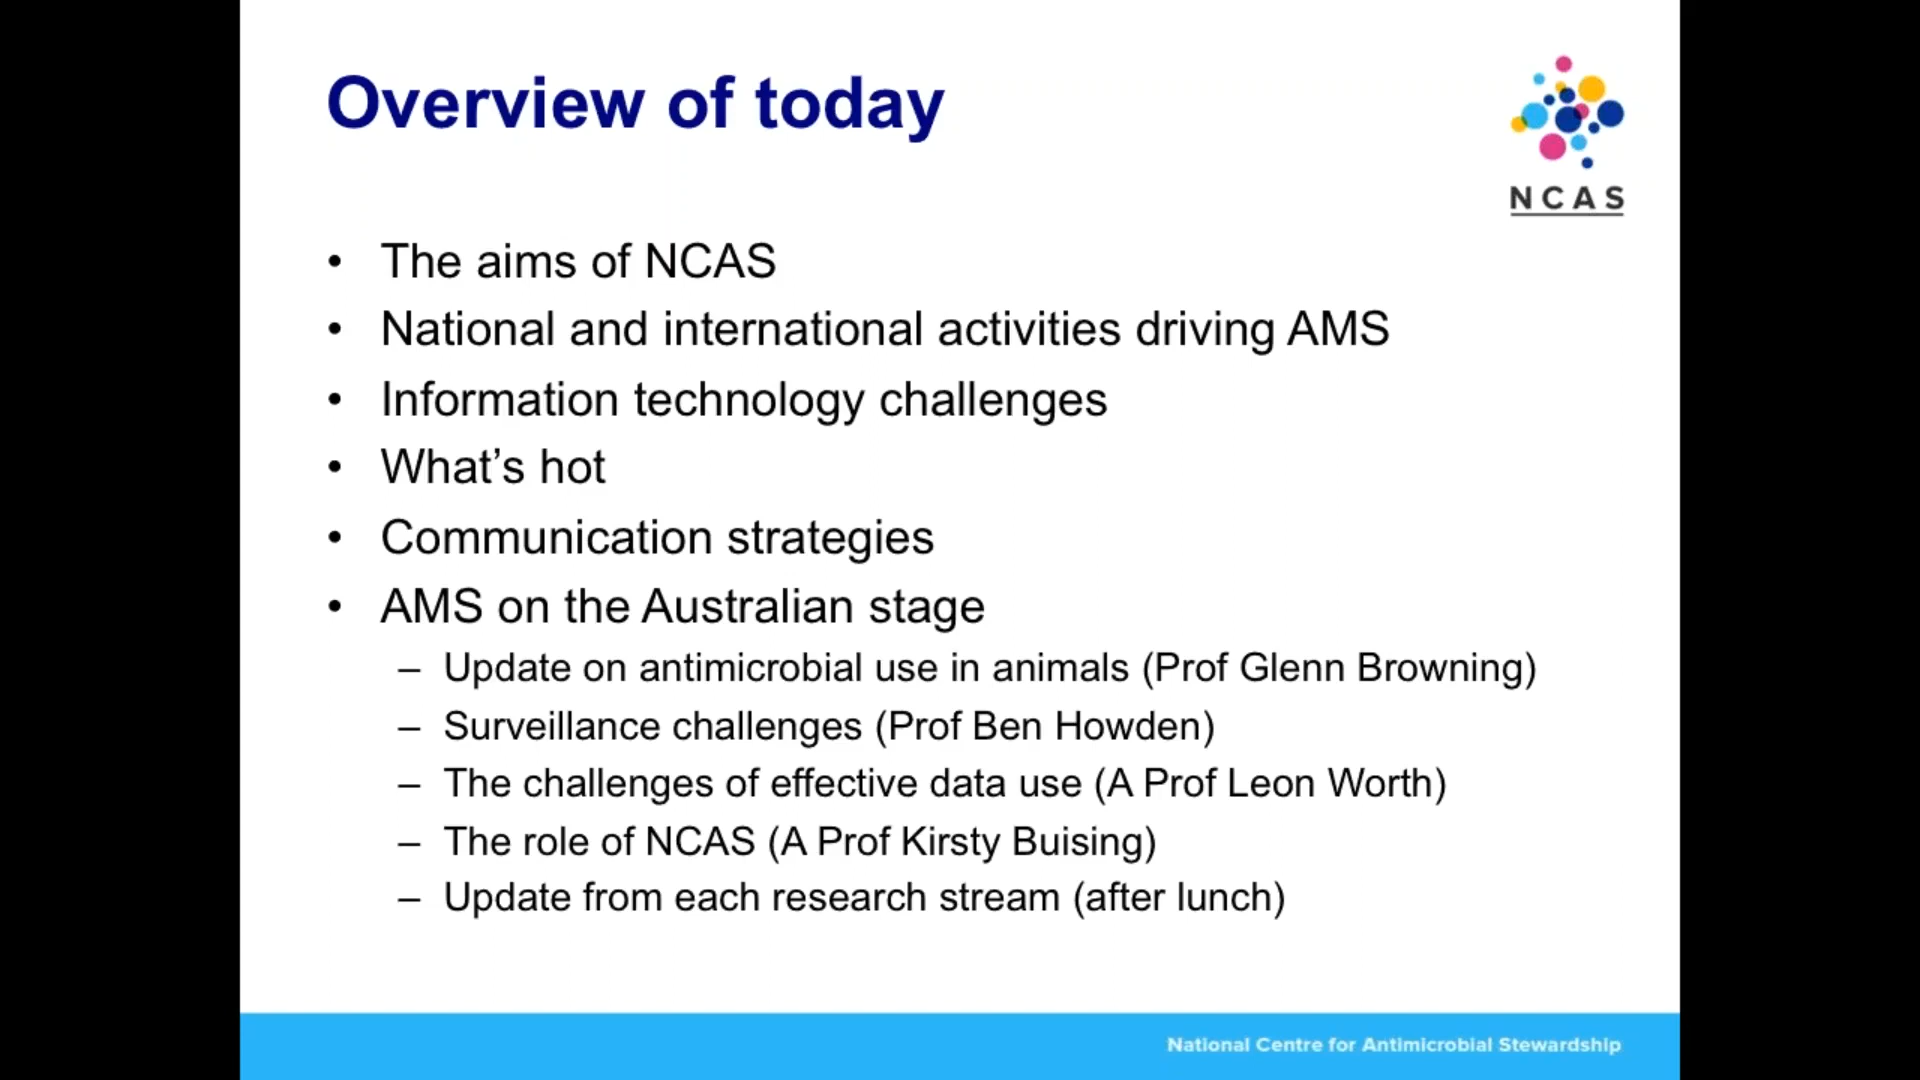 Overview of today
NCAS
• The aims of NCAS
• National and international activities driving AMS
• Information technology challenges
• What’s hot
• Communication strategies
• AMS on the Australian stage
– Update on antimicrobial use in animals (Prof Glenn Browning)
– Surveillance challenges (Prof Ben Howden)
– The challenges of effective data use (A Prof Leon Worth)
– The role of NCAS (A Prof Kirsty Buising)
– Update from each research stream (after lunch)
National Centre for Antimicrobial Stewardship